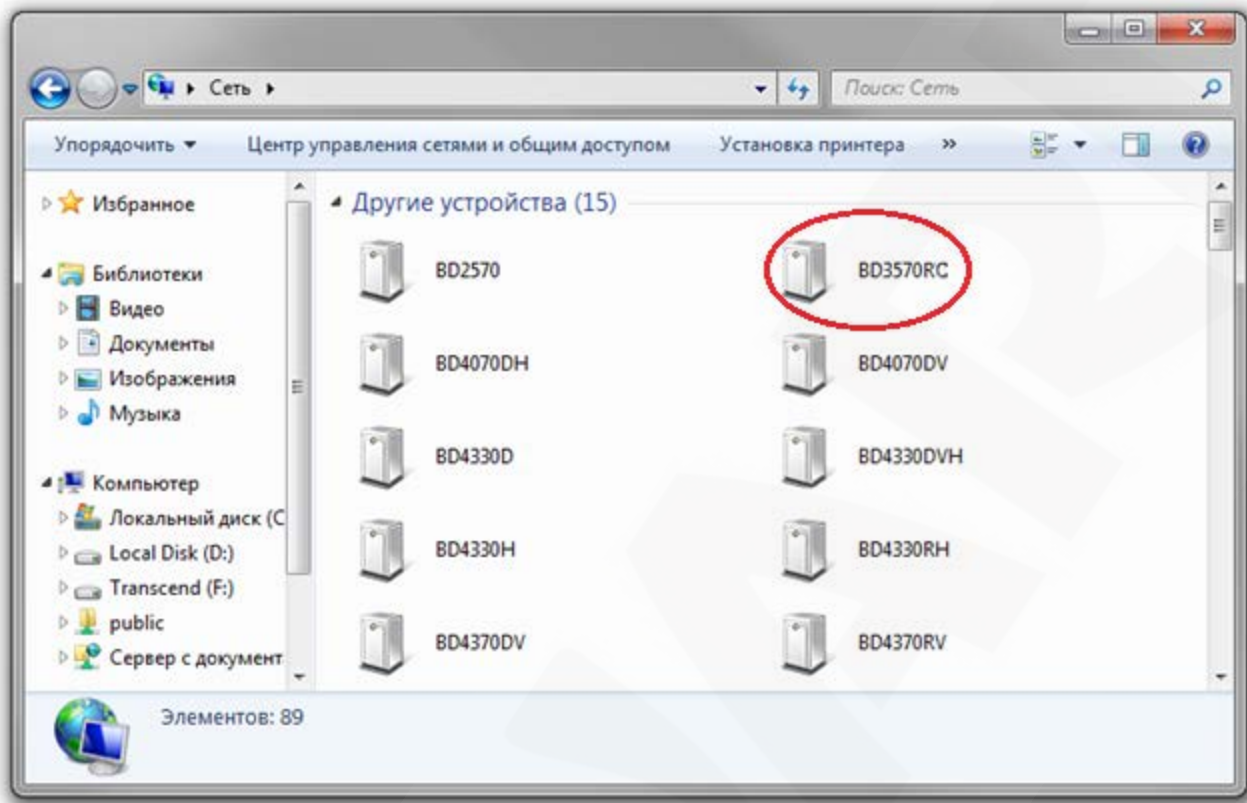 Сеть
Поиск: Сеть
Упорядочить Центр управления сетями и общим доступом Установка принтера »
Избранное
Библиотеки
Видео
Документы
Изображения
Музыка
Компьютер
Локальный диск (C
Local Disk (D:)
Transcend (F:)
public
Сервер с документ
Другие устройства (15)
BD2570 BD3570RC
BD4070DH BD4070DV
BD4330D BD4330DVH
BD4330H BD4330RH
BD4370DV BD4370RV
Элементов: 89